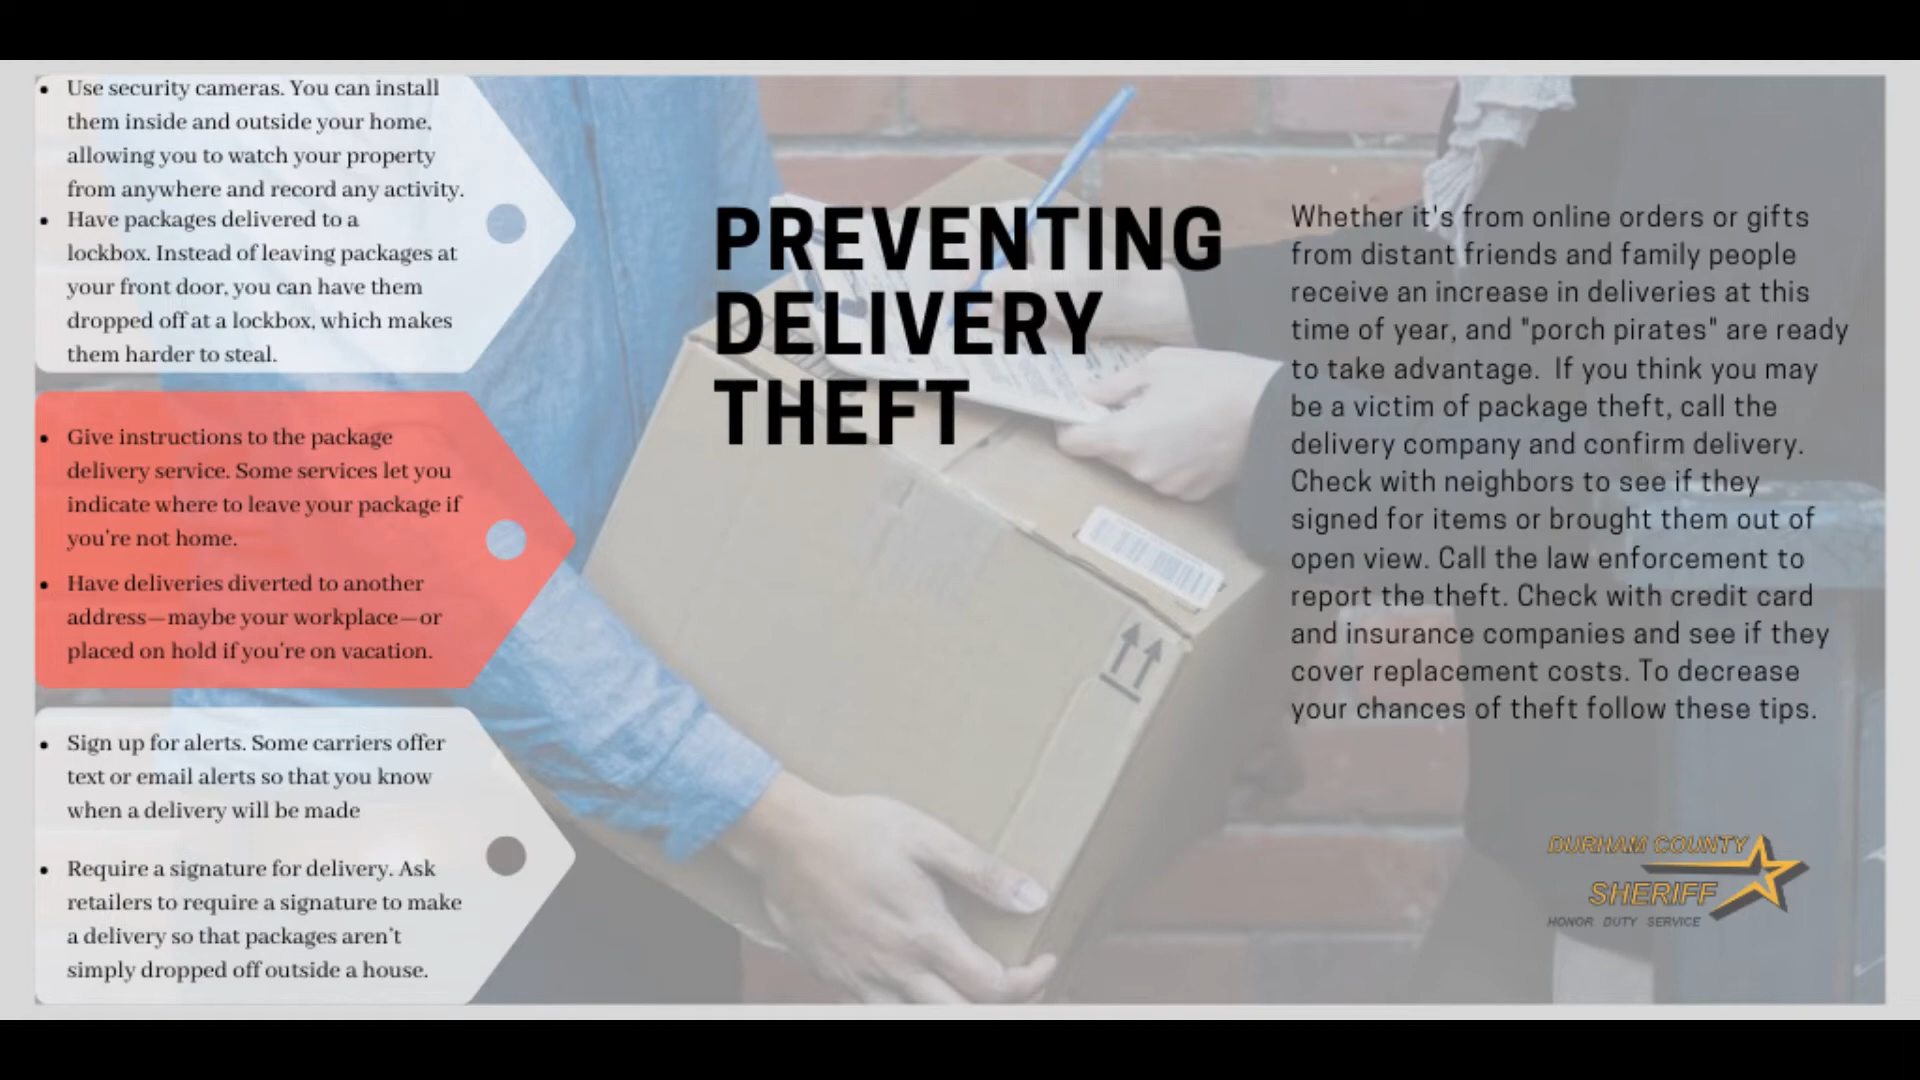 Use security cameras. You can install
them inside and outside your home,
allowing you to watch your property
from anywhere and record any activity.
Have packages delivered to a
lockbox. Instead of leaving packages at
your front door, you can have them
dropped off at a lockbox, which makes
them harder to steal.
Give instructions to the package
delivery service. Some services let you
indicate where to leave your package if
you're not home.
Have deliveries diverted to another
address—maybe your workplace—or
placed on hold if you're on vacation.
Sign up for alerts. Some carriers offer
text or email alerts so that you know
when a delivery will be made
Require a signature for delivery. Ask
retailers to require a signature to make
a delivery so that packages aren't
simply dropped off outside a house.
PREVENTING
DELIVERY
THEFT
Whether it's from online orders or gifts
from distant friends and family people
receive an increase in deliveries at this
time of year, and "porch pirates" are ready
to take advantage.  If you think you may
be a victim of package theft, call the
delivery company and confirm delivery.
Check with neighbors to see if they
signed for items or brought them out of
open view. Call the law enforcement to
report the theft. Check with credit card
and insurance companies and see if they
cover replacement costs. To decrease
your chances of theft follow these tips.
DURHAM COUNTY
SHERIFF
HONOR DUTY SERVICE